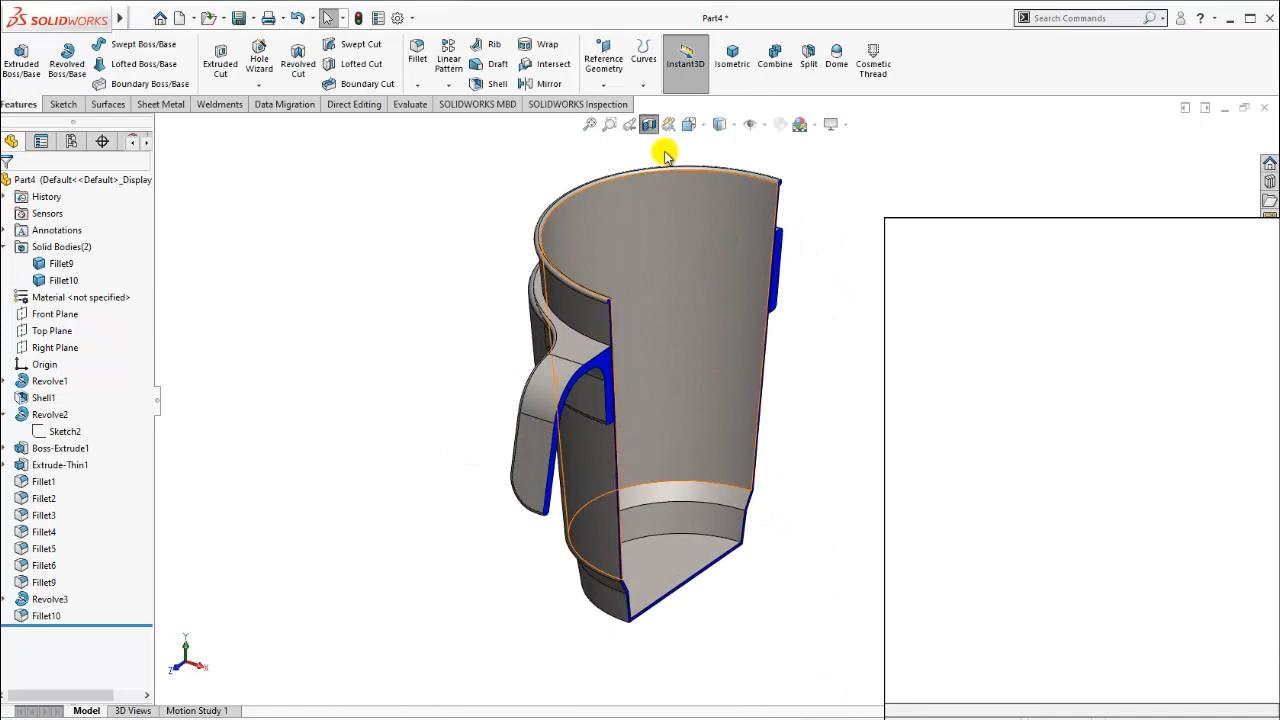 SOLIDWORKS
Part4 *
Search Commands
Extruded Boss/Base
Revolved Boss/Base
Swept Boss/Base
Lofted Boss/Base
Boundary Boss/Base
Extruded Cut
Hole Wizard
Revolved Cut
Swept Cut
Lofted Cut
Boundary Cut
Fillet
Linear Pattern
Rib
Draft
Shell
Wrap
Intersect
Mirror
Reference Geometry
Curves
Instant3D
Isometric
Combine
Split
Dome
Cosmetic Thread
Features
Sketch
Surfaces
Sheet Metal
Weldments
Data Migration
Direct Editing
Evaluate
SOLIDWORKS MBD
SOLIDWORKS Inspection
Part4 (Default<<Default>_Display
History
Sensors
Annotations
Solid Bodies(2)
Fillet9
Fillet10
Material <not specified>
Front Plane
Top Plane
Right Plane
Origin
Revolve1
Shell1
Revolve2
Sketch2
Boss-Extrude1
Extrude-Thin1
Fillet1
Fillet2
Fillet3
Fillet4
Fillet5
Fillet6
Fillet9
Revolve3
Fillet10
Y
X
Z
Model
3D Views
Motion Study 1